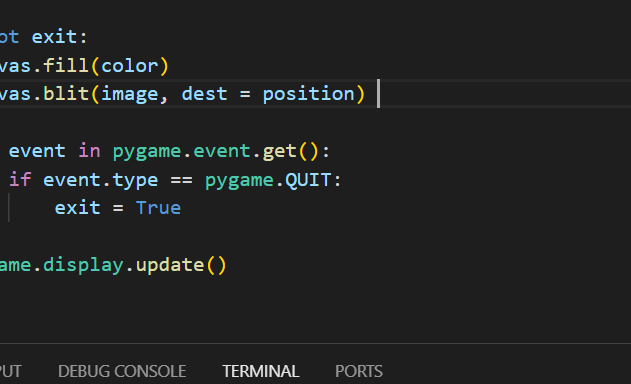 ot exit:
vas.fill(color)
vas.blit(image, dest = position)
event in pygame.event.get():
if event.type == pygame.QUIT:
exit = True
ame.display.update()
PUT DEBUG CONSOLE TERMINAL PORTS